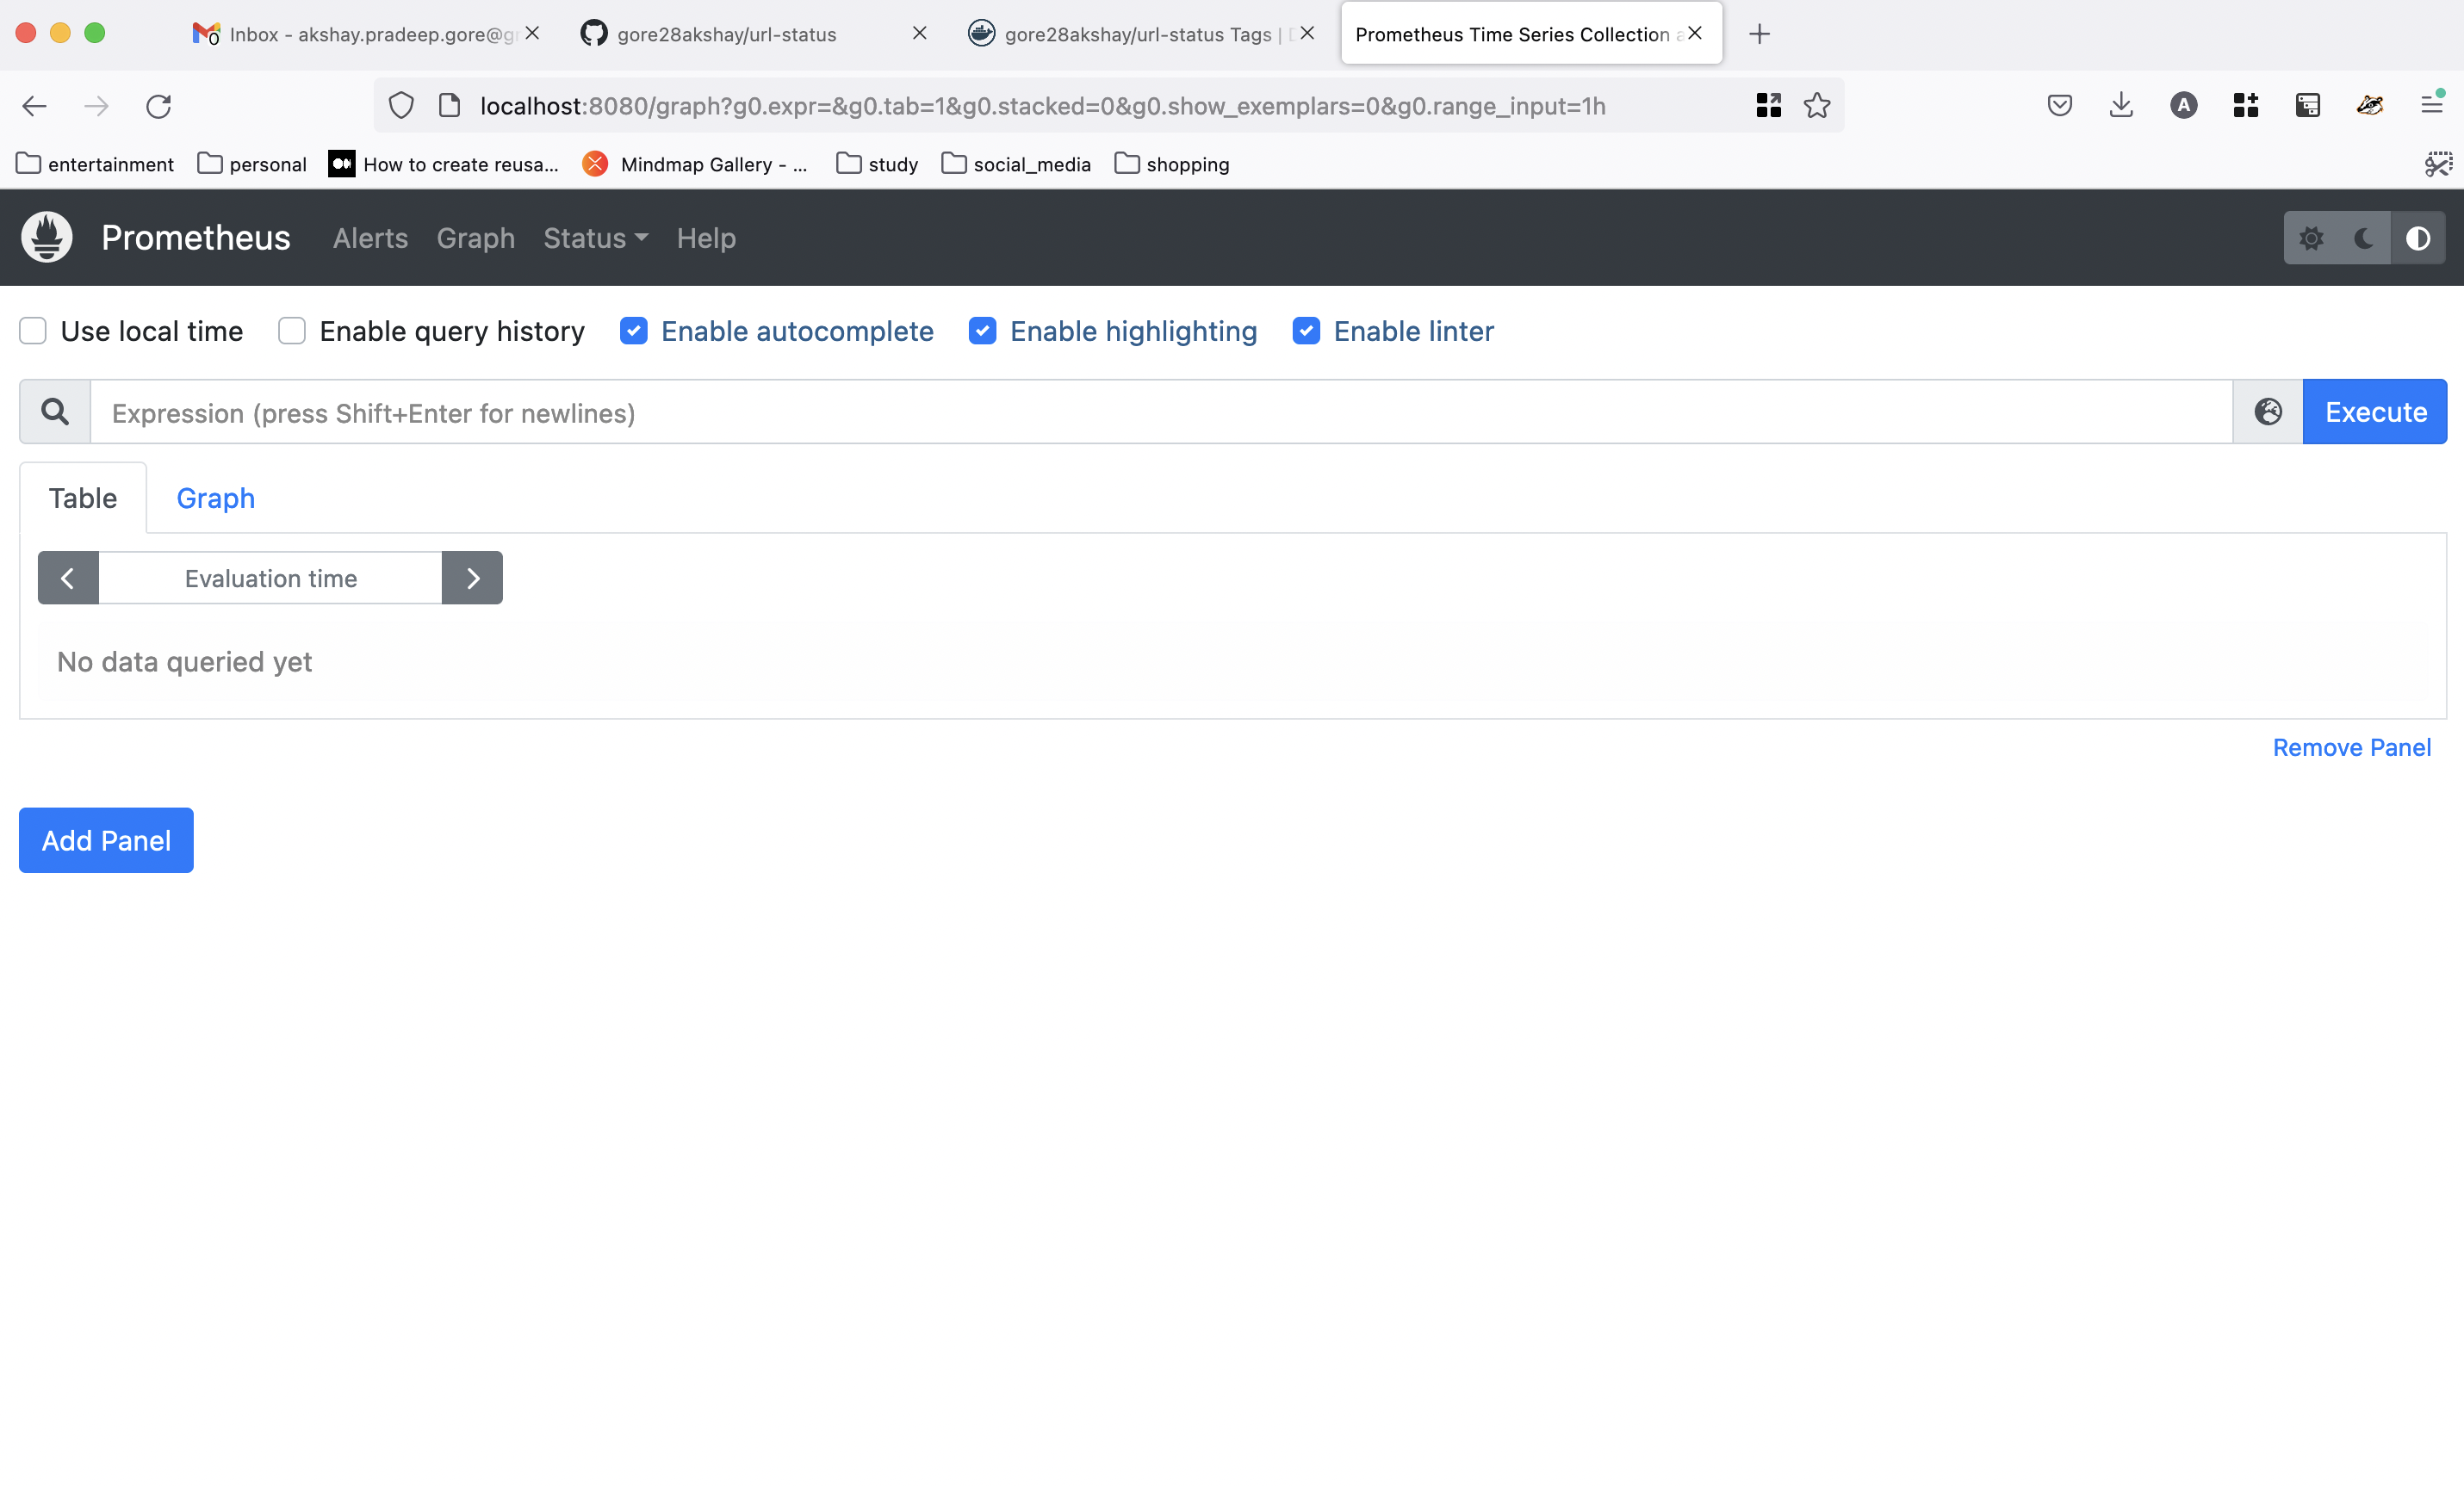 Inbox - akshay.pradeep.gore@g gore28akshay/url-status gore28akshay/url-status Tags | D Prometheus Time Series Collection a
localhost:8080/graph?g0.expr=&g0.tab=1&g0.stacked=0&g0.show_exemplars=0&g0.range_input=1h A
entertainment personal How to create reusa... Mindmap Gallery - ... study social_media shopping
Prometheus Alerts Graph Status Help
Use local time Enable query history Enable autocomplete Enable highlighting Enable linter
Expression (press Shift+Enter for newlines) Execute
Table Graph
Evaluation time
No data queried yet
Remove Panel
Add Panel